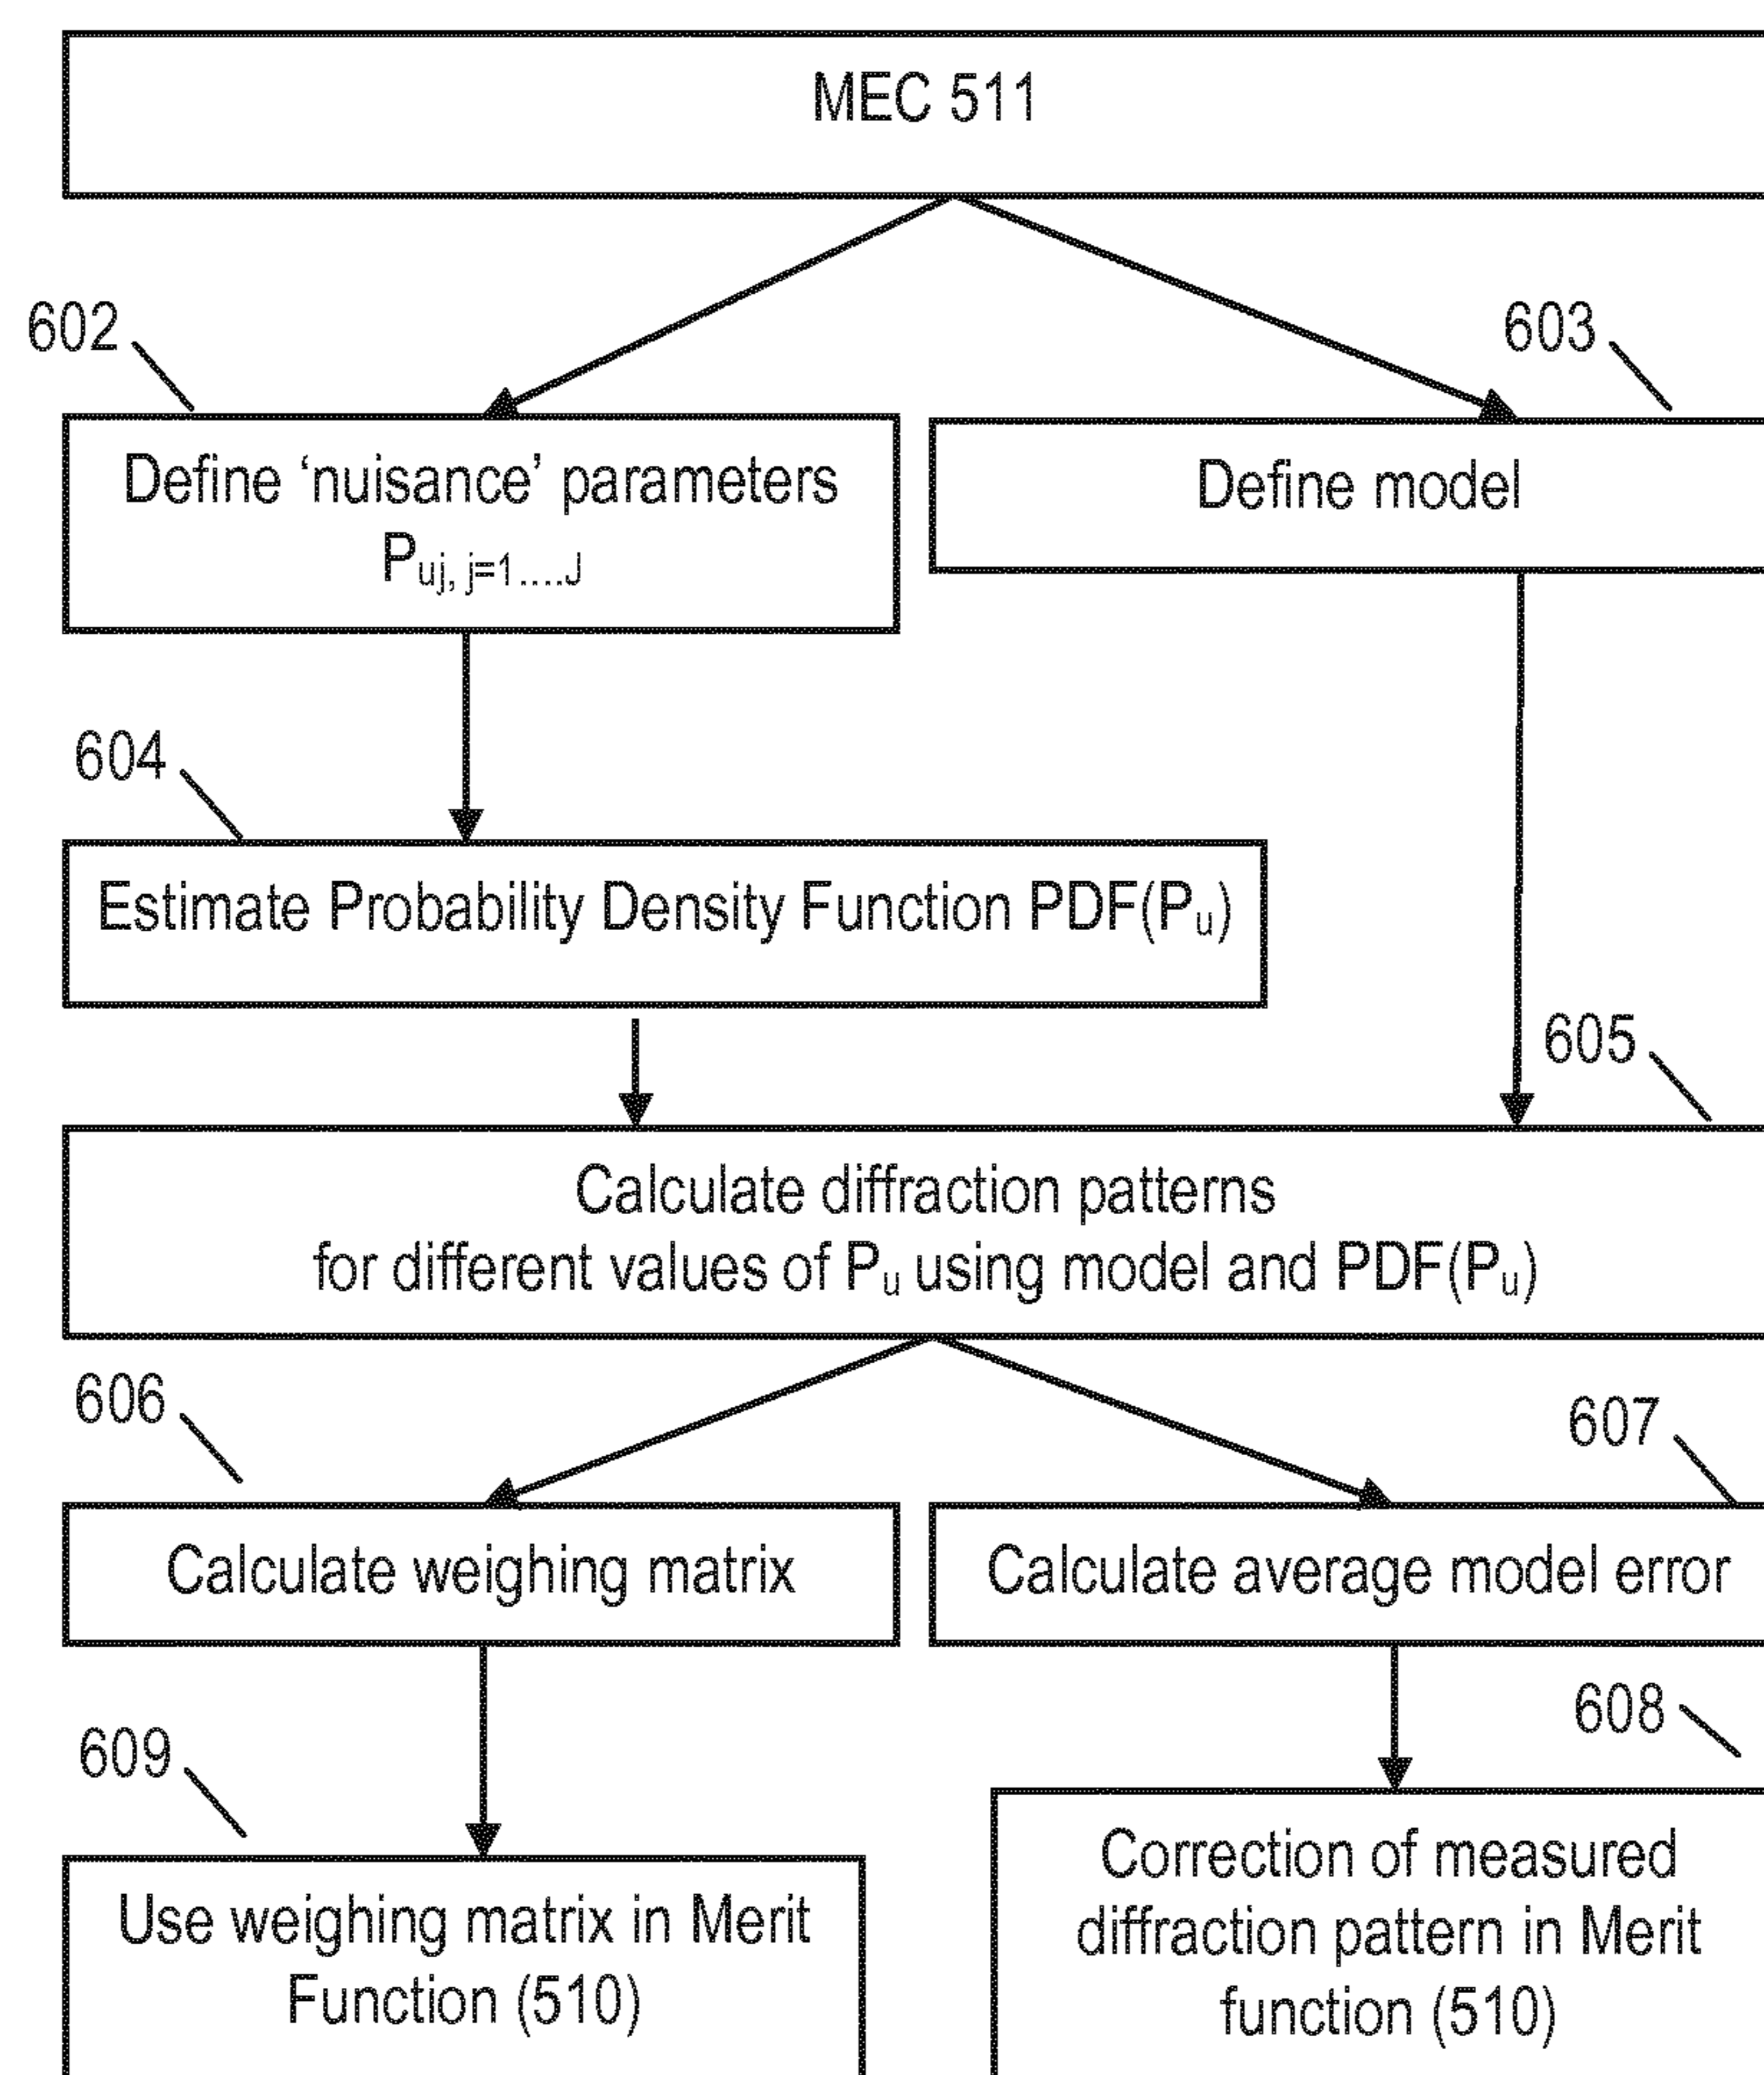 MEC 511
602
603
Define ‘nuisance’ parameters
Puj, j=1....J
Define model
604
Estimate Probability Density Function PDF(Pu)
605
Calculate diffraction patterns
for different values of Pu using model and PDF(Pu)
606
607
Calculate weighing matrix
Calculate average model error
608
609
Correction of measured
diffraction pattern in Merit
function (510)
Use weighing matrix in Merit
Function (510)